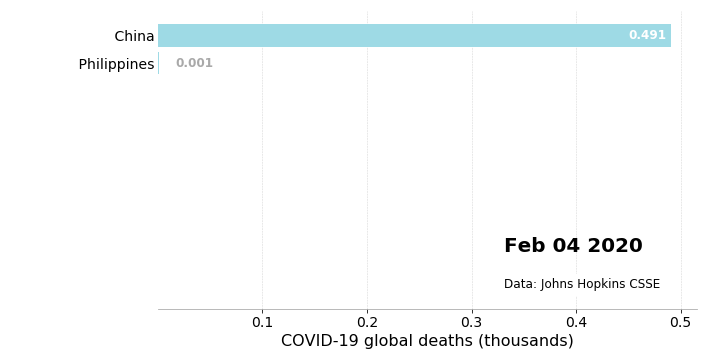 China 0.491
Philippines 0.001
Feb 04 2020
Data: Johns Hopkins CSSE
0.1 0.2 0.3 0.4 0.5
COVID-19 global deaths (thousands)